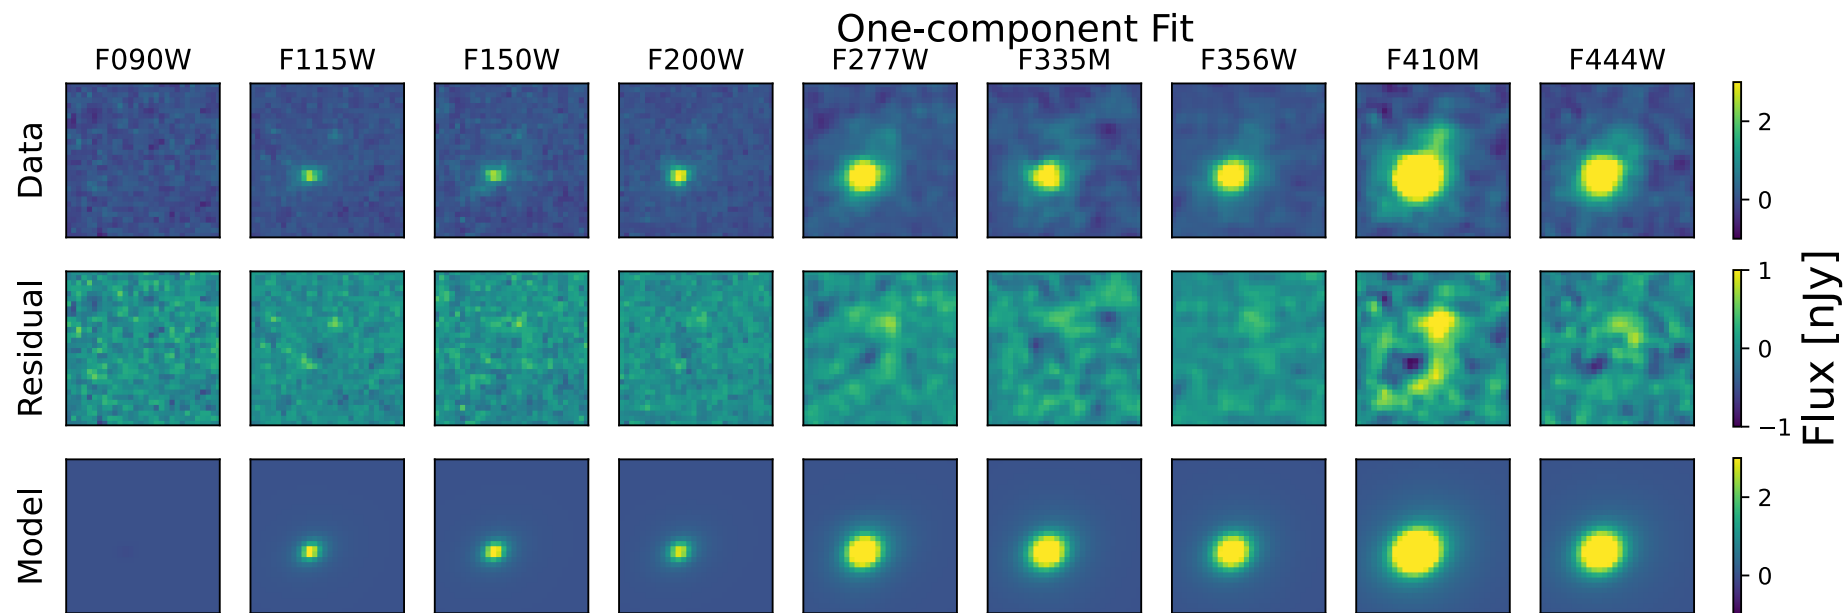 One-component Fit
F090W F115W F150W F200W F277W F335M F356W F410M F444W
Data
2
0
Residual
1
0
−1
Flux [nJy]
Model
2
0